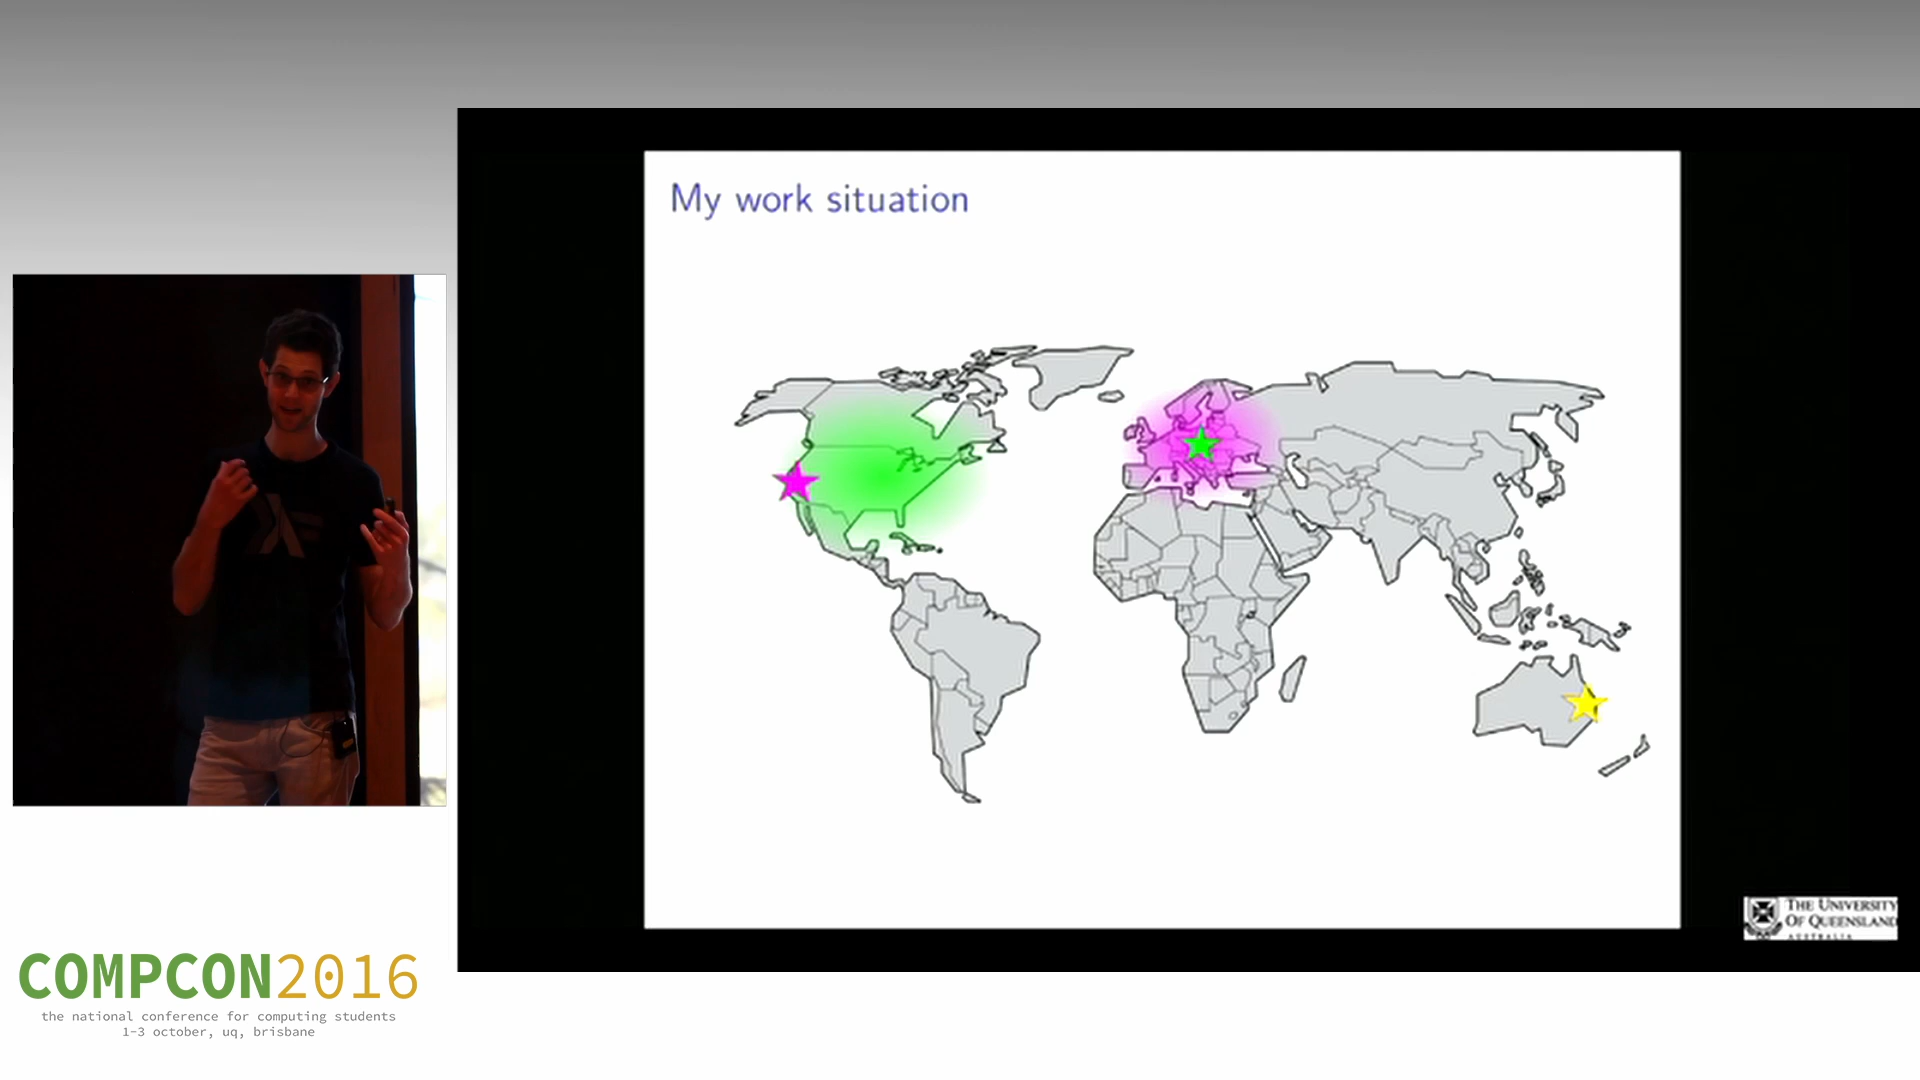 My work situation
THE UNIVERSITY
OF QUEENSLAND
AUSTRALIA
COMPCON2016
the national conference for computing students
1-3 october, uq, brisbane